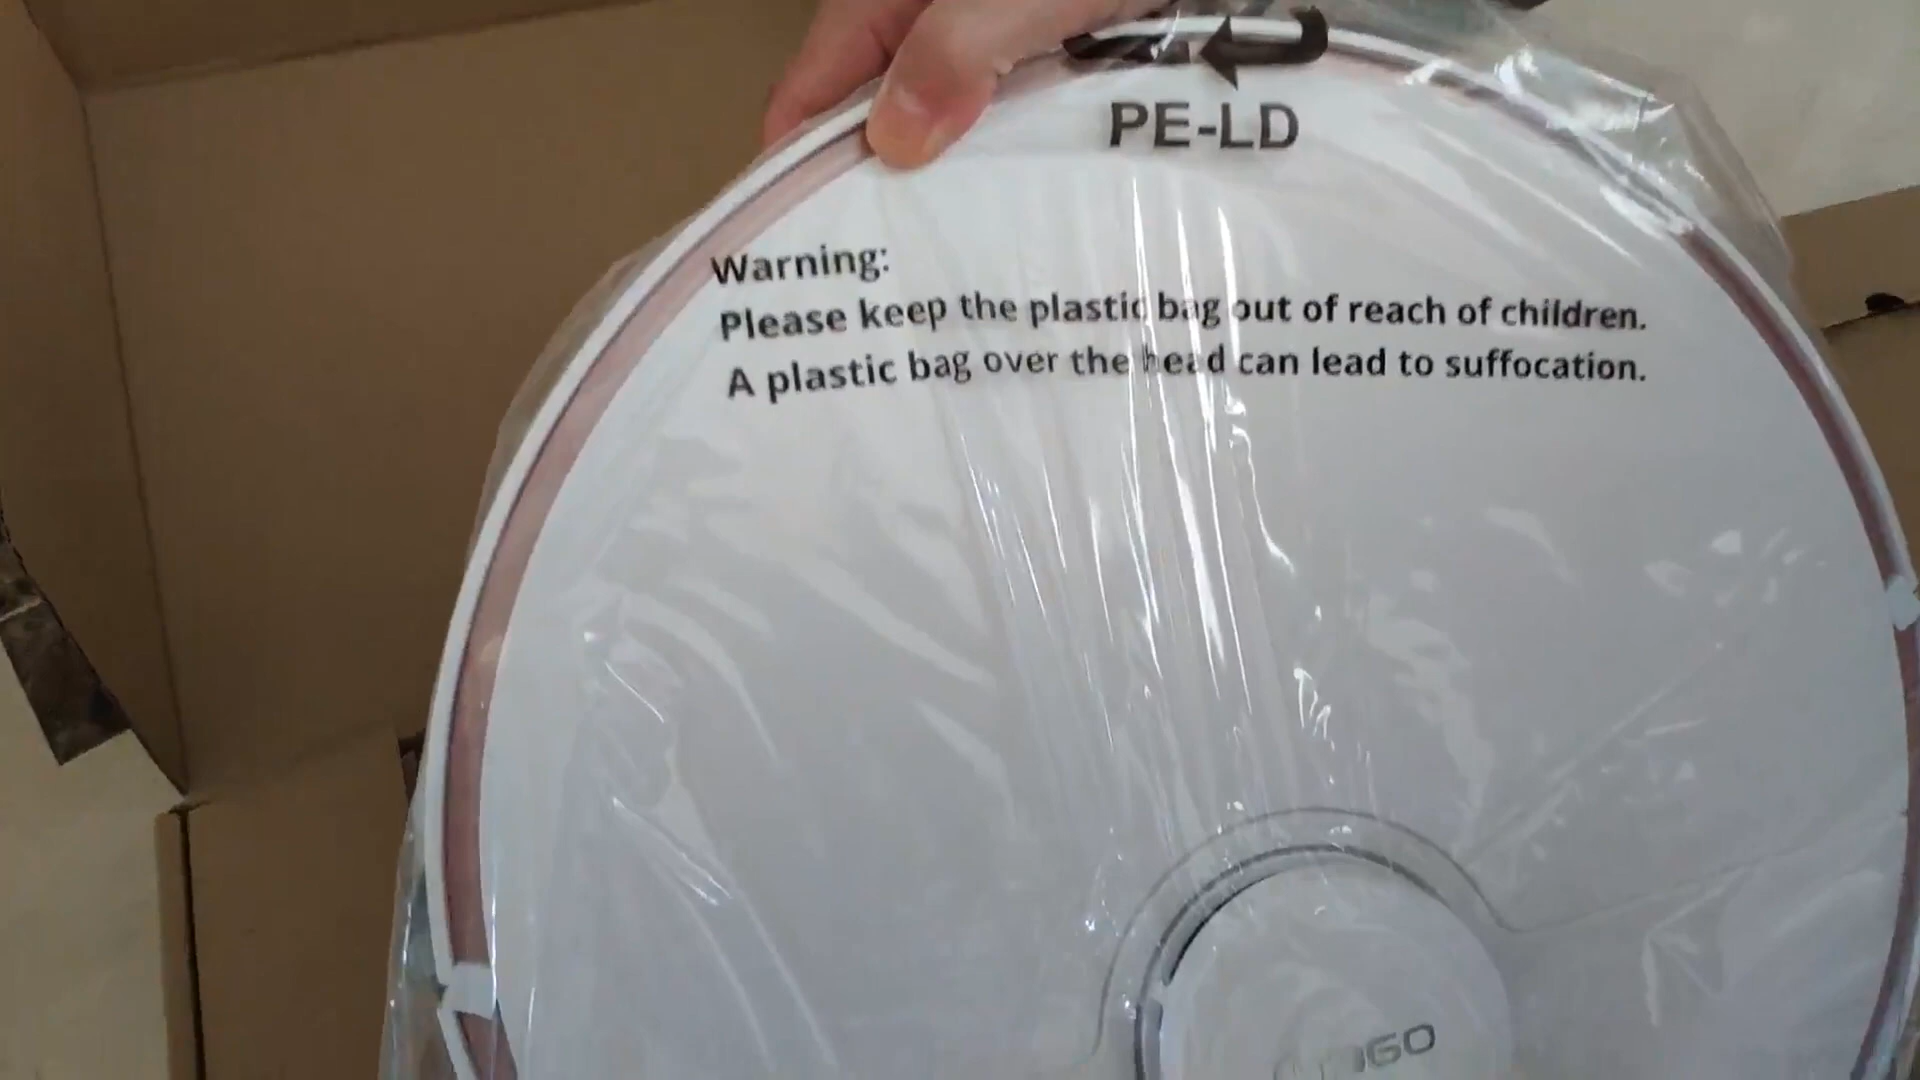 PE-LD
Warning:
Please keep the plastic bag out of reach of children.
A plastic bag over the head can lead to suffocation.